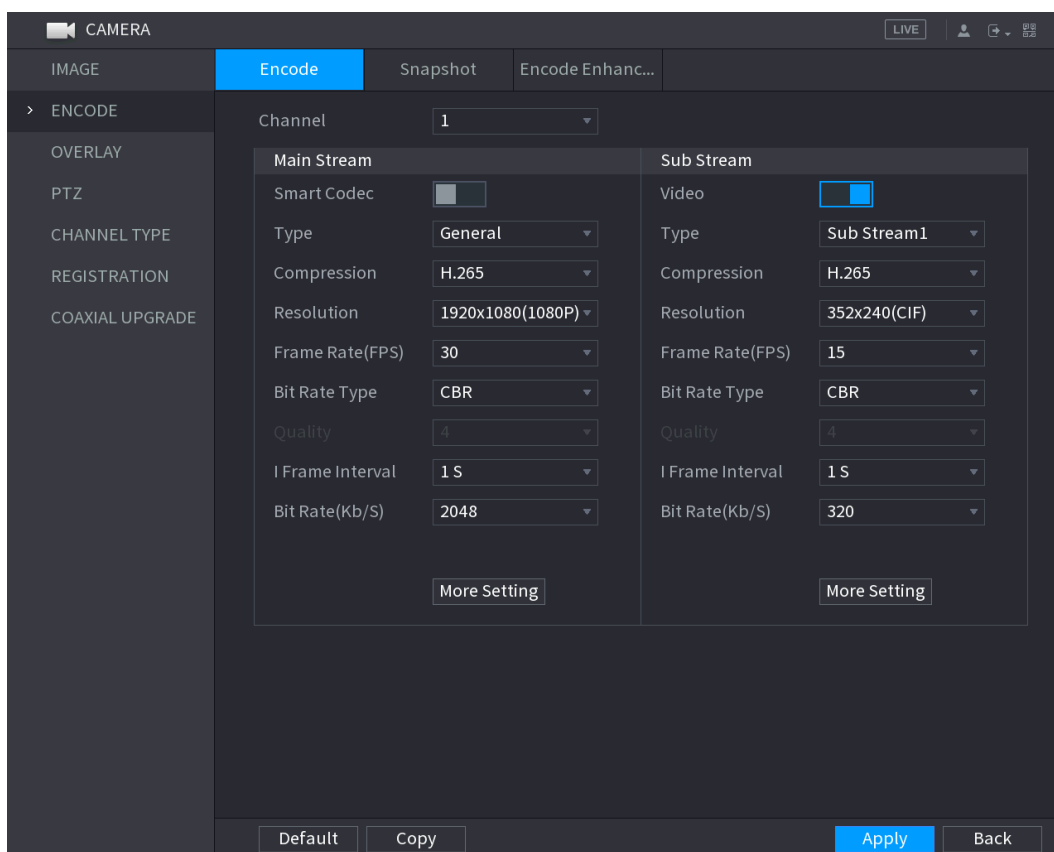 CAMERA LIVE
IMAGE Encode Snapshot Encode Enhanc...
> ENCODE Channel 1
OVERLAY Main Stream Sub Stream
PTZ Smart Codec Video
CHANNEL TYPE Type General Type Sub Stream1
REGISTRATION Compression H.265 Compression H.265
COAXIAL UPGRADE Resolution 1920x1080(1080P) Resolution 352x240(CIF)
Frame Rate(FPS) 30 Frame Rate(FPS) 15
Bit Rate Type CBR Bit Rate Type CBR
Quality 4 Quality 4
I Frame Interval 1 S I Frame Interval 1 S
Bit Rate(Kb/S) 2048 Bit Rate(Kb/S) 320
More Setting More Setting
Default Copy Apply Back